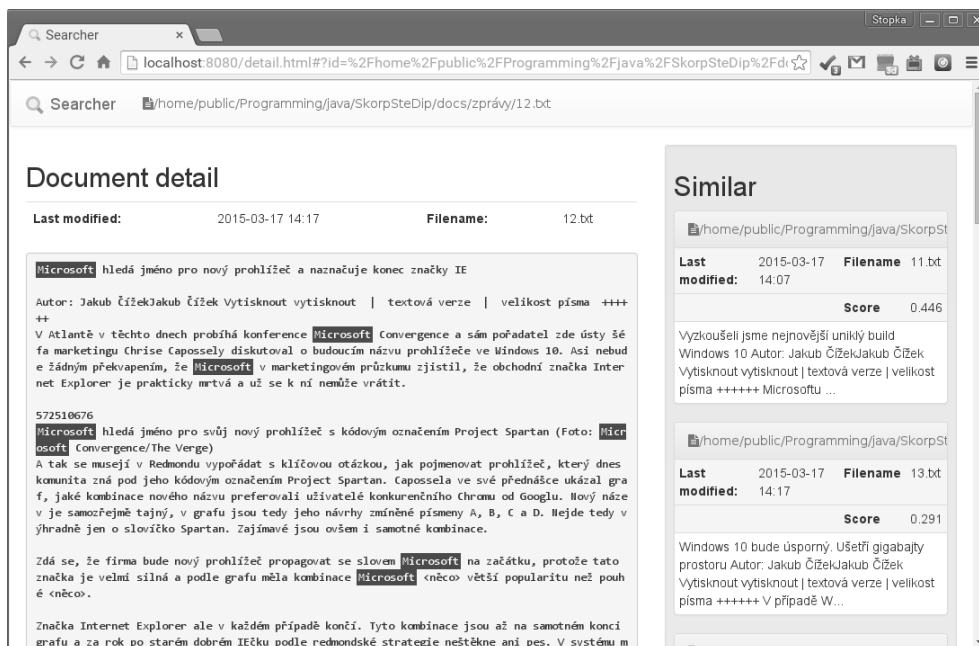 Stopka
Searcher
localhost:8080/detail.html#?id=%2Fhome%2Fpublic%2FProgramming%2Fjava%2FSkorpSteDip%2Fd
Searcher /home/public/Programming/java/SkorpSteDip/docs/zprávy/12.txt
Document detail
Last modified: 2015-03-17 14:17 Filename: 12.txt
Microsoft hledá jméno pro nový prohlížeč a naznačuje konec značky IE
Autor: Jakub ČížekJakub Čížek Vytisknout vytisknout | textová verze | velikost písma ++++
++
V Atlantě v těchto dnech probíhá konference Microsoft Convergence a sám pořadatel zde ústy šé
fa marketingu Chrise Capossely diskutoval o budoucím názvu prohlížeče ve Windows 10. Asi nebud
e žádným překvapením, že Microsoft v marketingovém průzkumu zjistil, že obchodní značka Inter
net Explorer je prakticky mrtvá a už se k ní nemůže vrátit.
572510676
Microsoft hledá jméno pro svůj nový prohlížeč s kódovým označením Project Spartan (Foto: Micr
osoft Convergence/The Verge)
A tak se musejí v Redmondu vypořádat s klíčovou otázkou, jak pojmenovat prohlížeč, který dnes
komunita zná pod jeho kódovým označením Project Spartan. Capossela ve své přednášce ukázal gra
f, jaké kombinace nového názvu preferovali uživatelé konkurenčního Chromu od Googlu. Nový náze
v je samozřejmě tajný, v grafu jsou tedy jeho návrhy zmíněné písmeny A, B, C a D. Nejde tedy v
ýhradně jen o slovíčko Spartan. Zajímavé jsou ovšem i samotné kombinace.
Zdá se, že firma bude nový prohlížeč propagovat se slovem Microsoft na začátku, protože tato
značka je velmi silná a podle grafu měla kombinace Microsoft <něco> větší popularitu než pouh
é <něco>.
Značka Internet Explorer ale v každém případě končí. Tyto kombinace jsou až na samotném konci
grafu a za rok po starém dobrém IEčku podle redmondské strategie neštěkne ani pes. V systému m
Similar
/home/public/Programming/java/SkorpSt
Last modified: 2015-03-17 14:07 Filename 11.txt
Score 0.446
Vyzkoušeli jsme nejnovější uniklý build
Windows 10 Autor: Jakub ČížekJakub Čížek
Vytisknout vytisknout | textová verze | velikost
písma ++++++ Microsoftu ...
/home/public/Programming/java/SkorpSt
Last modified: 2015-03-17 14:17 Filename 13.txt
Score 0.291
Windows 10 bude úsporný. Ušetří gigabajty
prostoru Autor: Jakub ČížekJakub Čížek
Vytisknout vytisknout | textová verze | velikost
písma ++++++ V případě W...